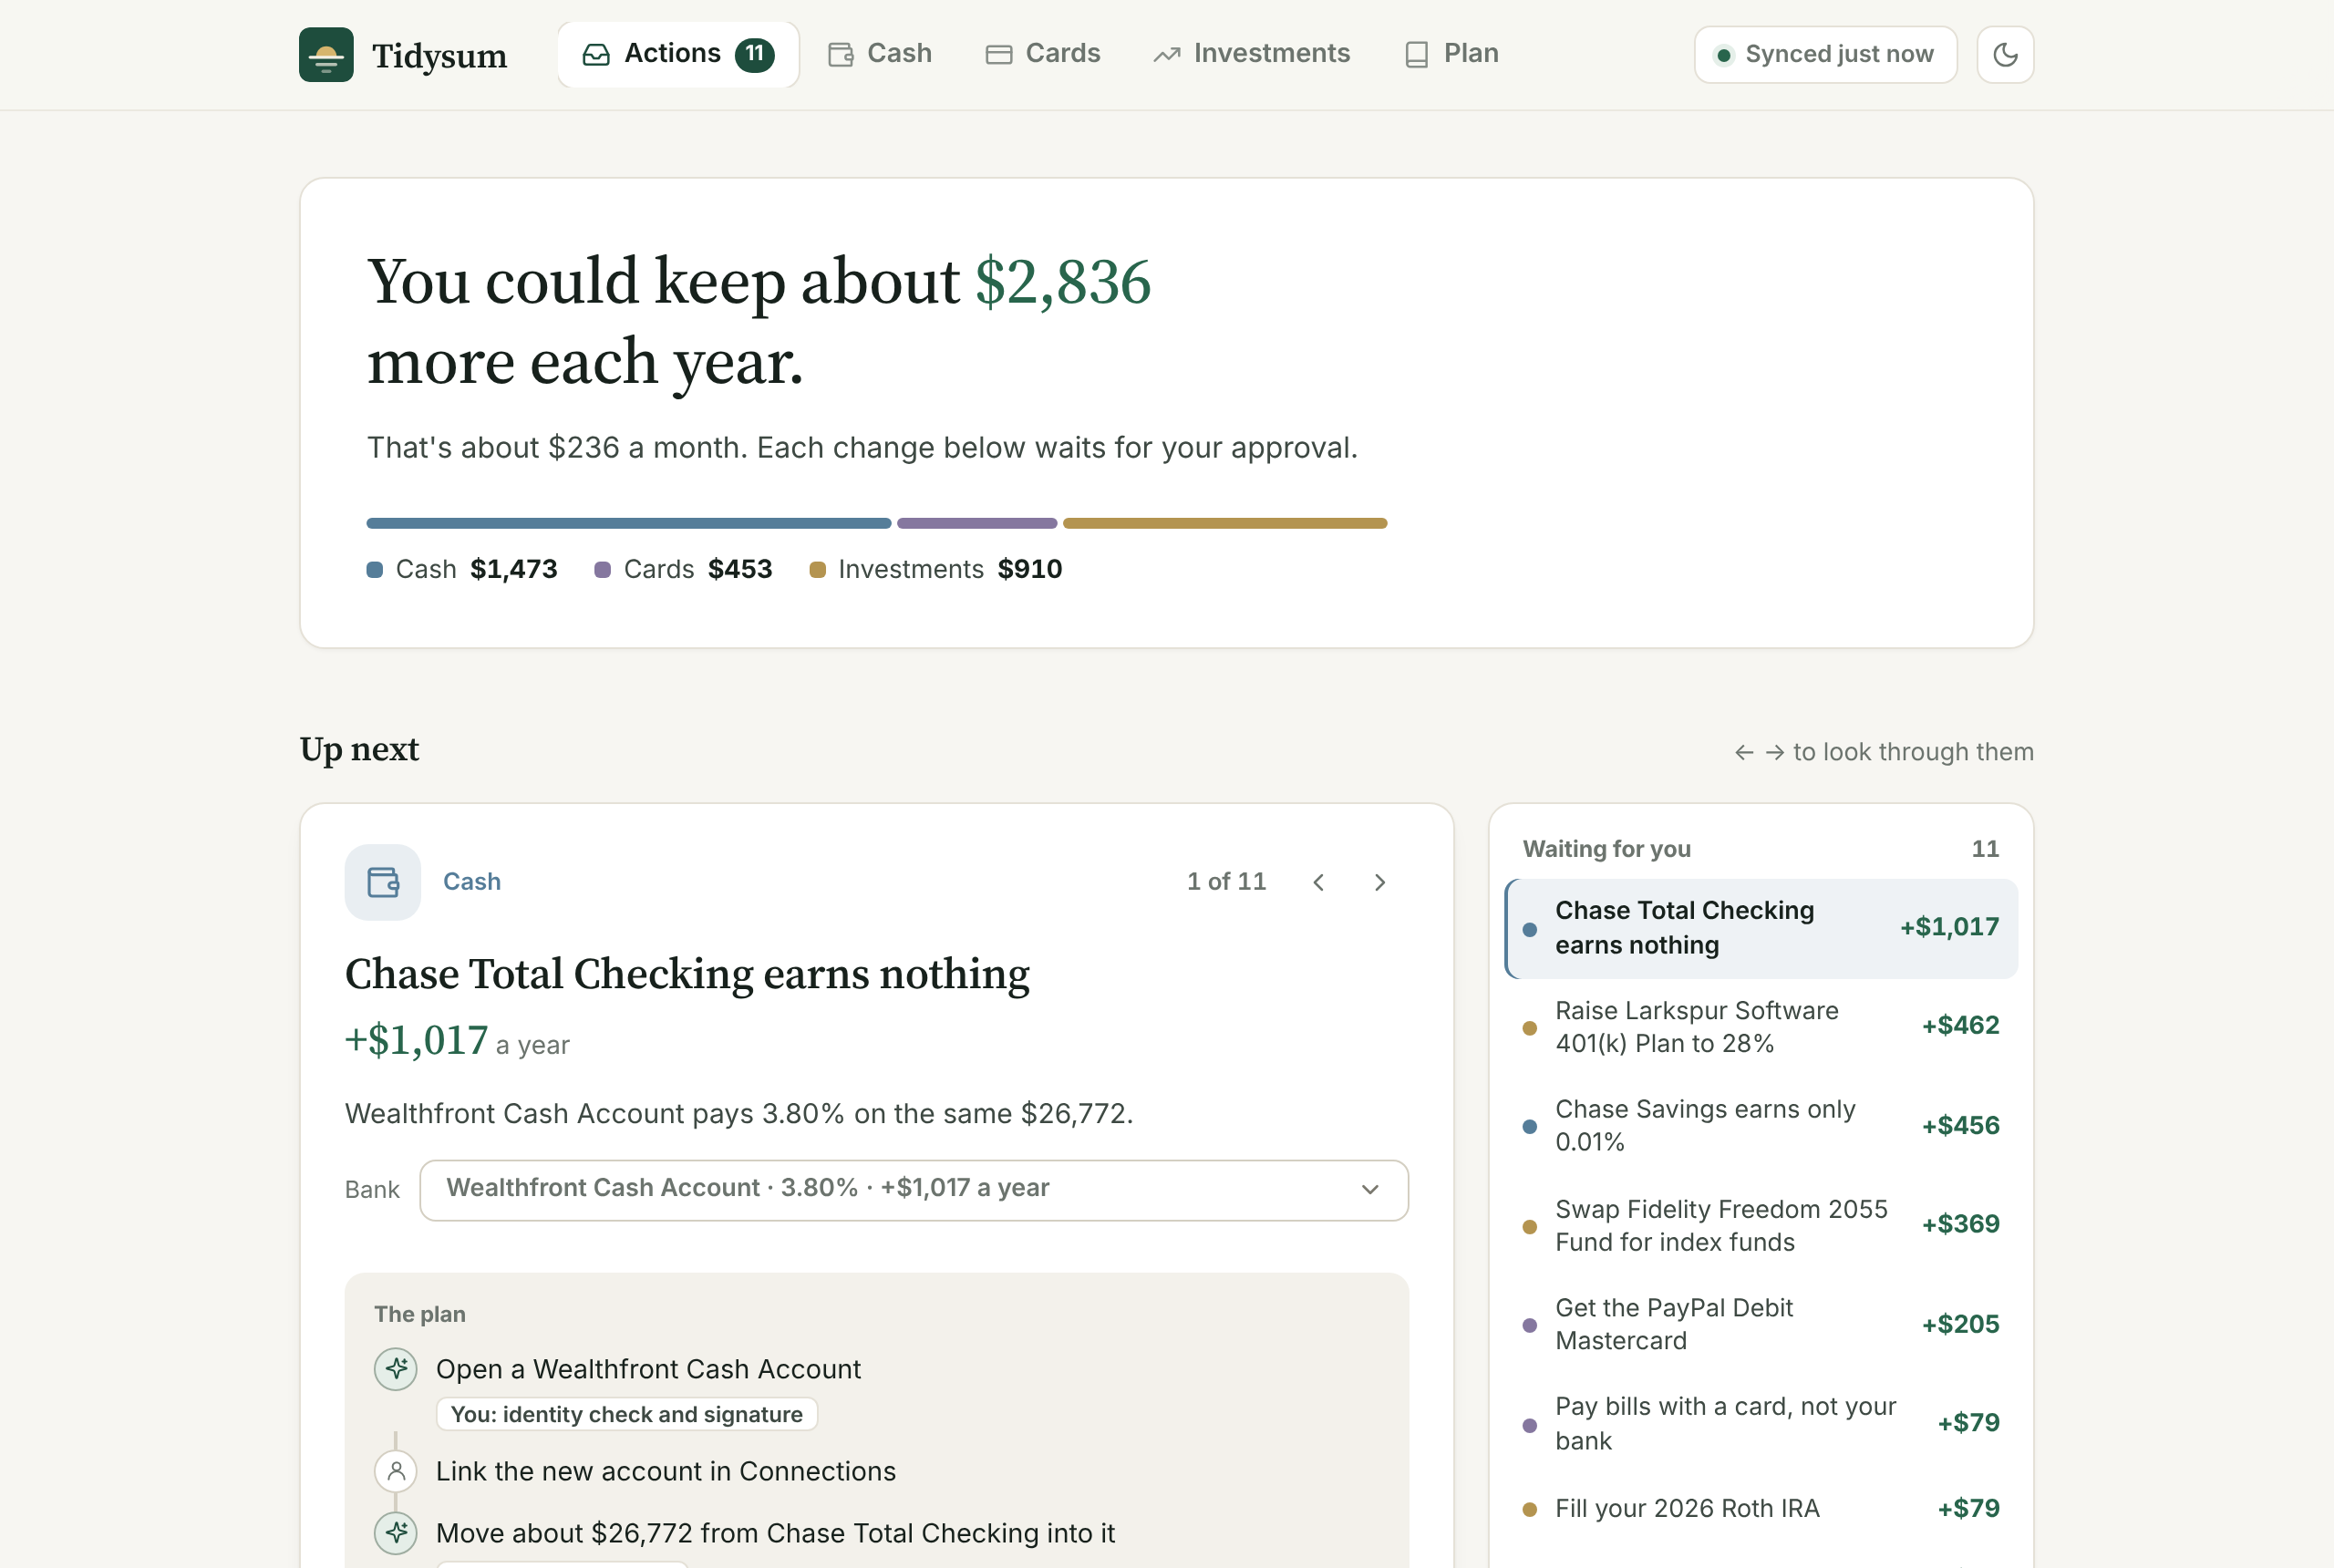 Tidysum
Actions 11
Cash
Cards
Investments
Plan
Synced just now
You could keep about $2,836
more each year.
That's about $236 a month. Each change below waits for your approval.
Cash $1,473
Cards $453
Investments $910
Up next
← → to look through them
Cash
1 of 11
Chase Total Checking earns nothing
+$1,017 a year
Wealthfront Cash Account pays 3.80% on the same $26,772.
Bank
Wealthfront Cash Account · 3.80% · +$1,017 a year
The plan
Open a Wealthfront Cash Account
You: identity check and signature
Link the new account in Connections
Move about $26,772 from Chase Total Checking into it
Waiting for you 11
Chase Total Checking
earns nothing
+$1,017
Raise Larkspur Software
401(k) Plan to 28%
+$462
Chase Savings earns only
0.01%
+$456
Swap Fidelity Freedom 2055
Fund for index funds
+$369
Get the PayPal Debit
Mastercard
+$205
Pay bills with a card, not your
bank
+$79
Fill your 2026 Roth IRA
+$79